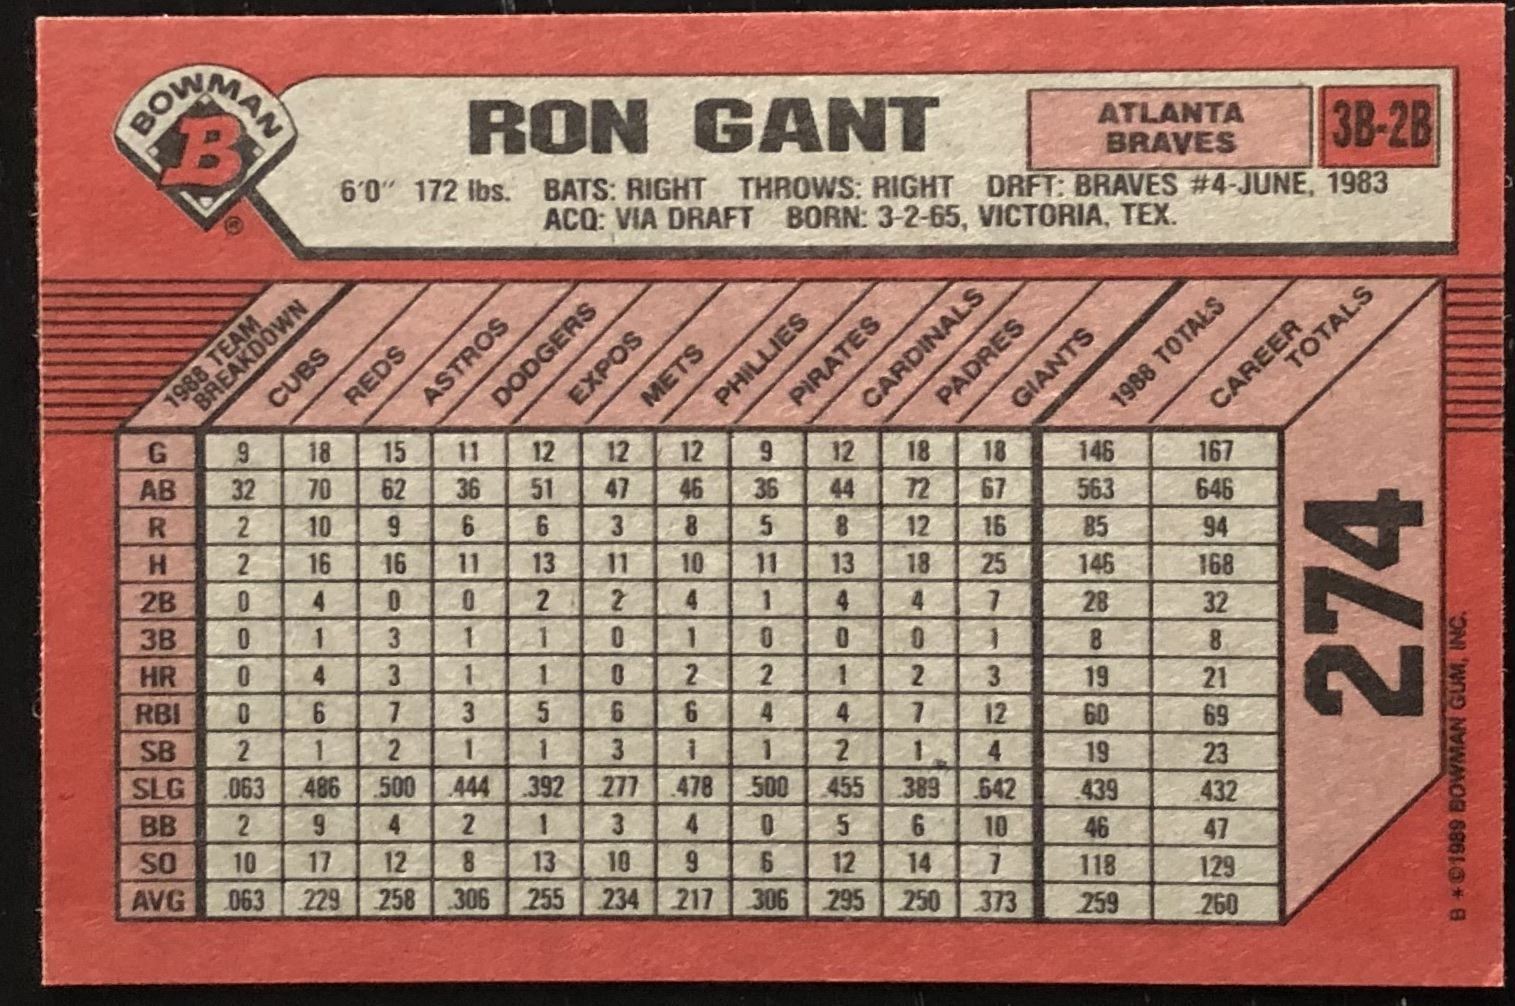 BOWMAN
B
®
RON GANT
ATLANTA
BRAVES
3B-2B
6'0" 172 lbs. BATS: RIGHT THROWS: RIGHT DRFT: BRAVES #4-JUNE, 1983
ACQ: VIA DRAFT BORN: 3-2-65, VICTORIA, TEX.
1988 TEAM
BREAKDOWN
CUBS
REDS
ASTROS
DODGERS
EXPOS
METS
PHILLIES
PIRATES
CARDINALS
PADRES
GIANTS
1988 TOTALS
CAREER
TOTALS
G 9 18 15 11 12 12 12 9 12 18 18 146 167
AB 32 70 62 36 51 47 46 36 44 72 67 563 646
R 2 10 9 6 6 3 8 5 8 12 16 85 94
H 2 16 16 11 13 11 10 11 13 18 25 146 168
2B 0 4 0 0 2 2 4 1 4 4 7 28 32
3B 0 1 3 1 1 0 1 0 0 0 1 8 8
HR 0 4 3 1 1 0 2 2 1 2 3 19 21
RBI 0 6 7 3 5 6 6 4 4 7 12 60 69
SB 2 1 2 1 1 3 1 1 2 1 4 19 23
SLG .063 .486 .500 .444 .392 .277 .478 .500 .455 .389 .642 .439 .432
BB 2 9 4 2 1 3 4 0 5 6 10 46 47
SO 10 17 12 8 13 10 9 6 12 14 7 118 129
AVG .063 .229 .258 .306 .255 .234 .217 .306 .295 .250 .373 .259 .260
274
B * ©1989 BOWMAN GUM, INC.